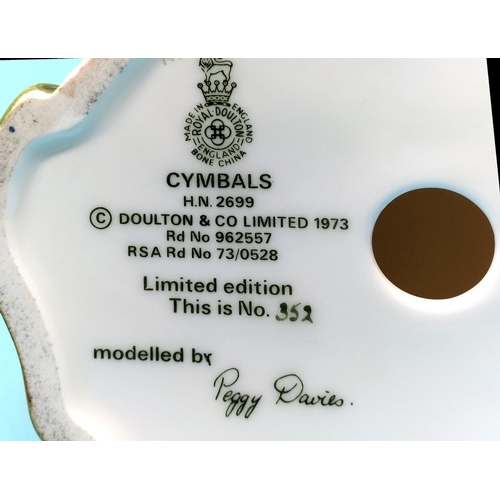 MADE IN ENGLAND
ROYAL DOULTON
ENGLAND
BONE CHINA
CYMBALS
H.N. 2699
© DOULTON & CO LIMITED 1973
Rd No 962557
RSA Rd No 73/0528
Limited edition
This is No. 352
modelled by
Peggy Davies.